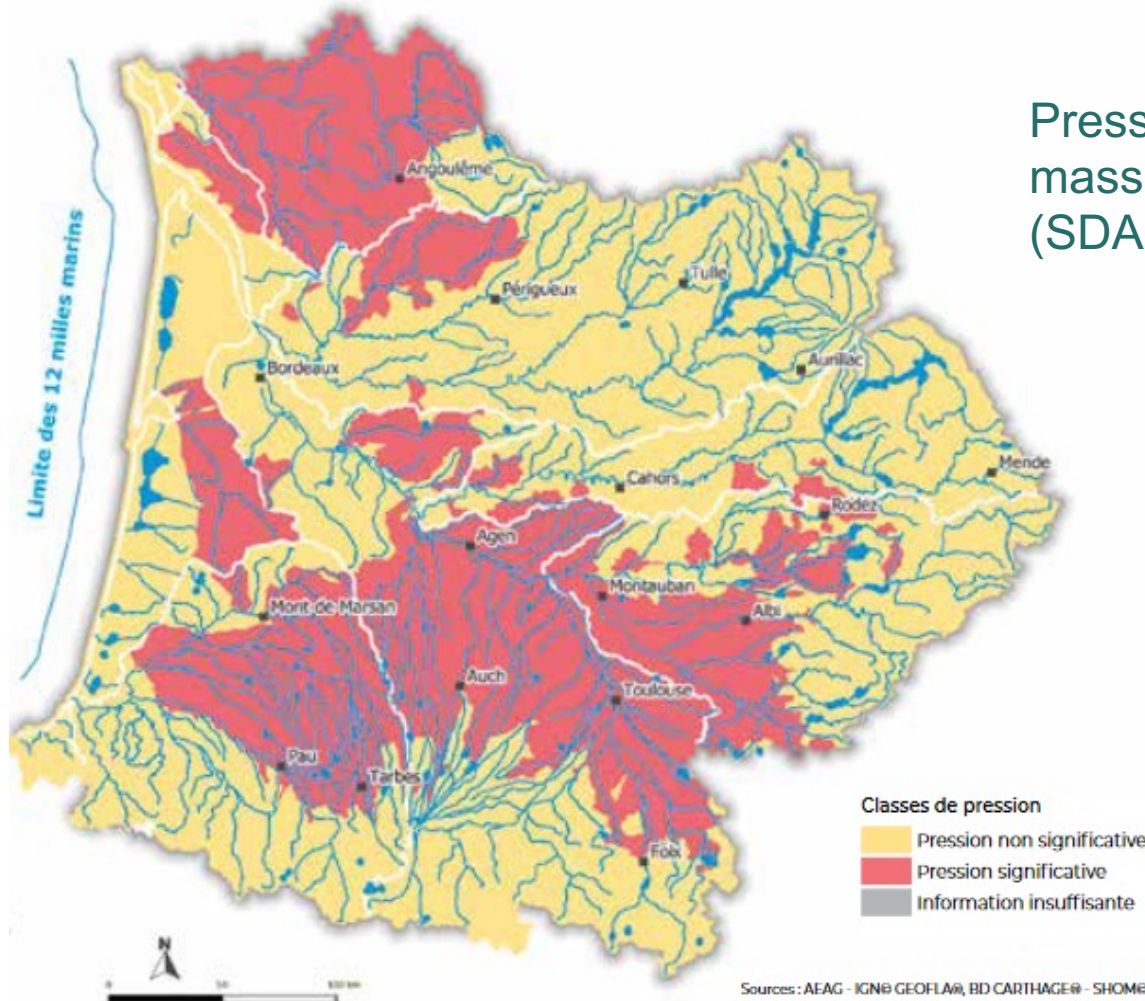 Press
mass
(SDA
Limite des 12 milles marins
Angoulême
Périgueux
Tulle
Bordeaux
Aurillac
Cahors
Mende
Rodez
Agen
Montauban
Mont de Marsan
Albi
Auch
Toulouse
Pau
Tarbes
Foix
Classes de pression
Pression non significative
Pression significative
Information insuffisante
N
0 50 100 km
Sources : AEAG - IGN® GEOFLA®, BD CARTHAGE® - SHOM®